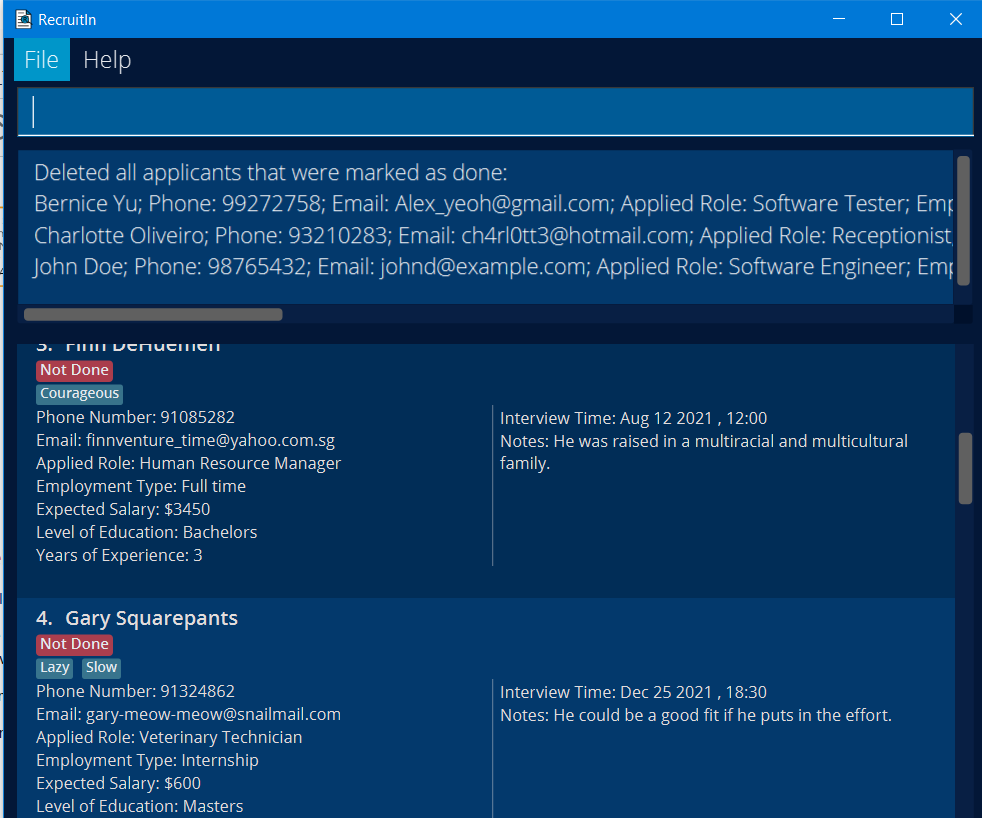 RecruitIn
File Help
Deleted all applicants that were marked as done:
Bernice Yu; Phone: 99272758; Email: Alex_yeoh@gmail.com; Applied Role: Software Tester; Emp
Charlotte Oliveiro; Phone: 93210283; Email: ch4rl0tt3@hotmail.com; Applied Role: Receptionist;
John Doe; Phone: 98765432; Email: johnd@example.com; Applied Role: Software Engineer; Emp
3. Finn DeHuemen
Not Done
Courageous
Phone Number: 91085282
Email: finnventure_time@yahoo.com.sg
Applied Role: Human Resource Manager
Employment Type: Full time
Expected Salary: $3450
Level of Education: Bachelors
Years of Experience: 3
Interview Time: Aug 12 2021 , 12:00
Notes: He was raised in a multiracial and multicultural
family.
4. Gary Squarepants
Not Done
Lazy Slow
Phone Number: 91324862
Email: gary-meow-meow@snailmail.com
Applied Role: Veterinary Technician
Employment Type: Internship
Expected Salary: $600
Level of Education: Masters
Interview Time: Dec 25 2021 , 18:30
Notes: He could be a good fit if he puts in the effort.